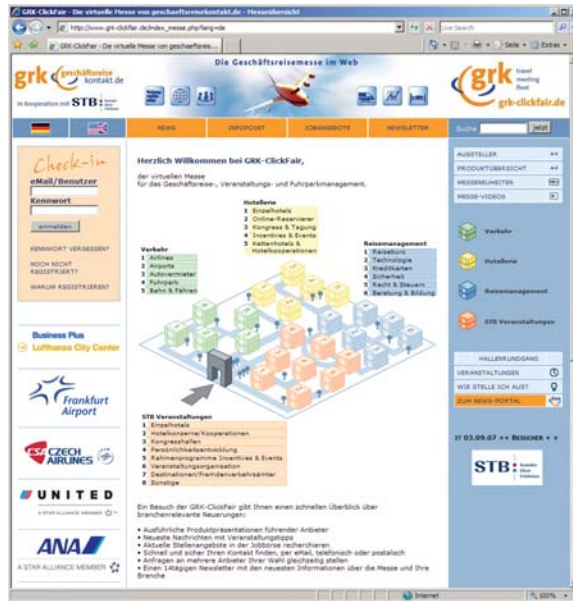 GRK-ClickFair - Die virtuelle Messe von geschaeftsreisekontakt.de - Messeübersicht
http://www.grk-clickfair.de/index_messe.php?lang=de
Live Search
GRK-ClickFair - Die virtuelle Messe von geschaeftsreis...
Seite
Extras
grk geschäftsreise
kontakt.de
in Kooperation mit STB
Die Geschäftsreisemesse im Web
grk travel
meeting
fleet
grk-clickfair.de
NEWS
INFOPOINT
JOBANGEBOTE
NEWSLETTER
Suche
jetzt
Check-in
eMail/Benutzer
Kennwort
anmelden
KENNWORT VERGESSEN?
NOCH NICHT
REGISTRIERT?
WARUM REGISTRIEREN?
Business Plus
Lufthansa City Center
Frankfurt
Airport
CSA CZECH
AIRLINES
UNITED
A STAR ALLIANCE MEMBER
ANA
A STAR ALLIANCE MEMBER
Herzlich Willkommen bei GRK-ClickFair,
der virtuellen Messe
für das Geschäftsreise-, Veranstaltungs- und Fuhrparkmanagement.
Hotellerie
1 Einzelhotels
2 Online-Reservierer
3 Kongress & Tagung
4 Incentives & Events
5 Kettenhotels &
Hotelkooperationen
Verkehr
1 Airlines
2 Airports
3 Autovermieter
4 Fuhrpark
5 Bahn & Fähren
Reisemanagement
1 Reisebüro
2 Technologie
3 Kreditkarten
4 Sicherheit
5 Recht & Steuern
6 Beratung & Bildung
STB Veranstaltungen
1 Einzelhotels
2 Hotelkonzerne/Kooperationen
3 Kongresshallen
4 Persönlichkeitsentwicklung
5 Rahmenprogramme Incentives & Events
6 Veranstaltungsorganisation
7 Destinationen/Fremdenverkehrsämter
8 Sonstige
Ein Besuch der GRK-ClickFair gibt Ihnen einen schnellen Überblick über
branchenrelevante Neuerungen:
• Ausführliche Produktpräsentationen führender Anbieter
• Neueste Nachrichten mit Veranstaltungstipps
• Aktuelle Stellenangebote in der Jobbörse recherchieren
• Schnell und sicher Ihren Kontakt finden, per eMail, telefonisch oder postalisch
• Anfragen an mehrere Anbieter Ihrer Wahl gleichzeitig stellen
• Einen 14tägigen Newsletter mit den neuesten Informationen über die Messe und Ihre
Branche
AUSSTELLER
PRODUKTÜBERSICHT
MESSENEUHEITEN
MESSE-VIDEOS
Verkehr
Hotellerie
Reisemanagement
STB Veranstaltungen
HALLENRUNDGANG
VERANSTALTUNGEN
WIE STELLE ICH AUS?
ZUM NEWS-PORTAL
IT 03.09.07 ++ BESUCHER + +
STB
Internet
100%